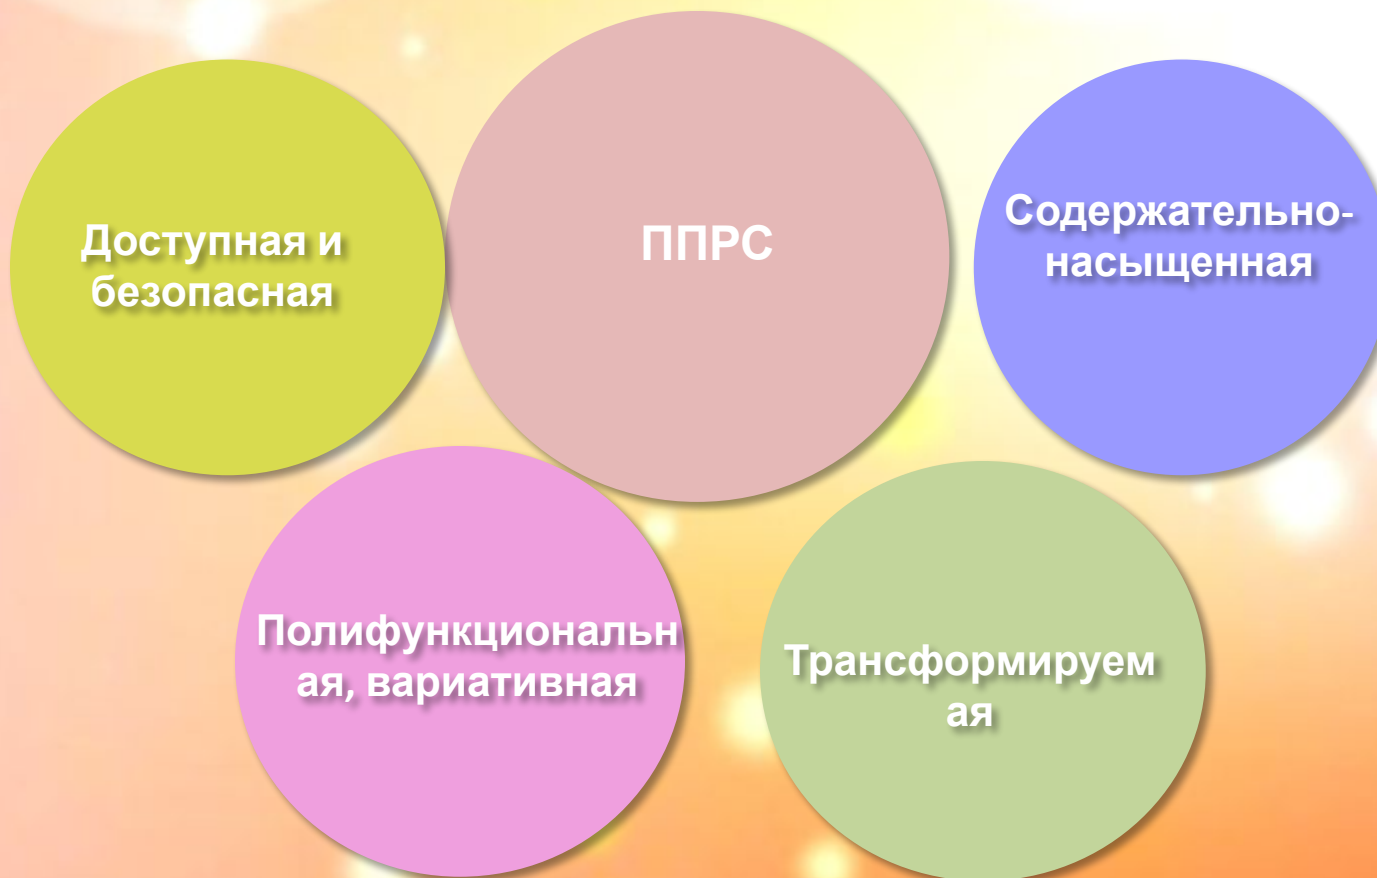 Доступная и
безопасная
ППРС
Содержательно-
насыщенная
Полифункциональн
ая, вариативная
Трансформируем
ая